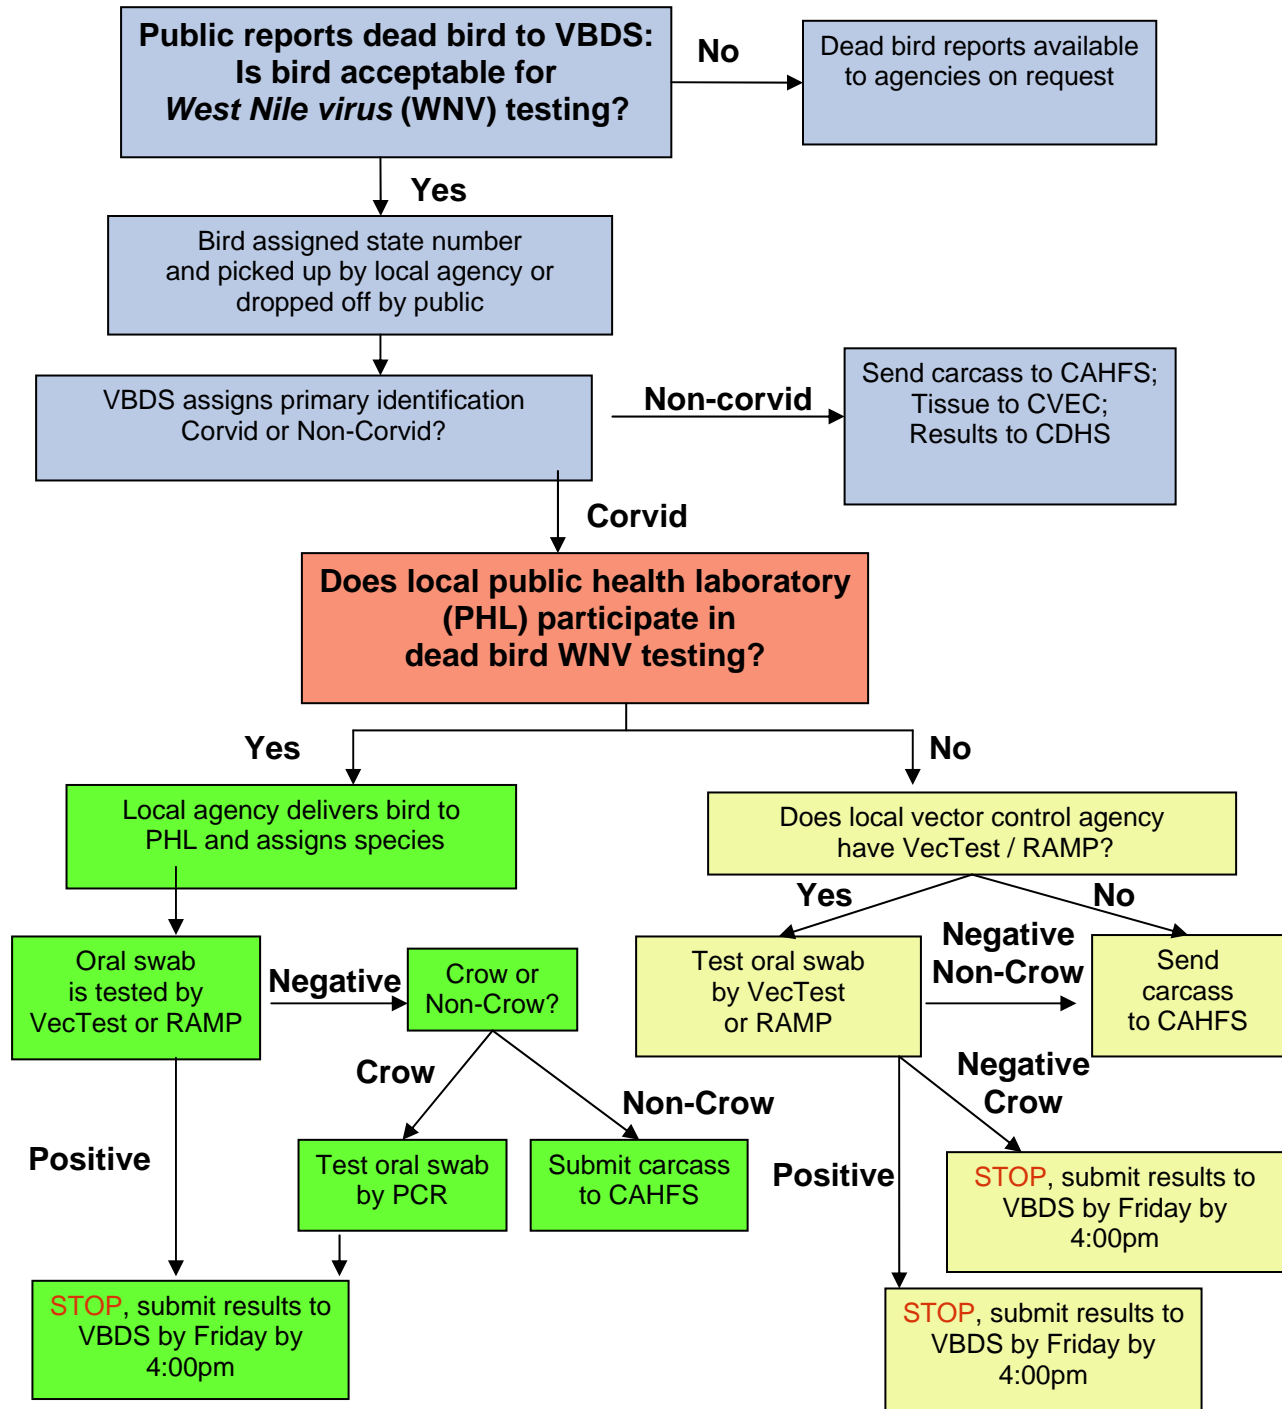 Public reports dead bird to VBDS:
Is bird acceptable for
West Nile virus (WNV) testing?
No
Dead bird reports available
to agencies on request
Yes
Bird assigned state number
and picked up by local agency or
dropped off by public
VBDS assigns primary identification
Corvid or Non-Corvid?
Non-corvid
Send carcass to CAHFS;
Tissue to CVEC;
Results to CDHS
Corvid
Does local public health laboratory
(PHL) participate in
dead bird WNV testing?
Yes
No
Local agency delivers bird to
PHL and assigns species
Does local vector control agency
have VecTest / RAMP?
Yes
No
Oral swab
is tested by
VecTest or RAMP
Negative
Crow or
Non-Crow?
Test oral swab
by VecTest
or RAMP
Negative
Non-Crow
Send
carcass
to CAHFS
Crow
Non-Crow
Negative
Crow
Positive
Test oral swab
by PCR
Submit carcass
to CAHFS
Positive
STOP, submit results to
VBDS by Friday by
4:00pm
STOP, submit results to
VBDS by Friday by
4:00pm
STOP, submit results to
VBDS by Friday by
4:00pm